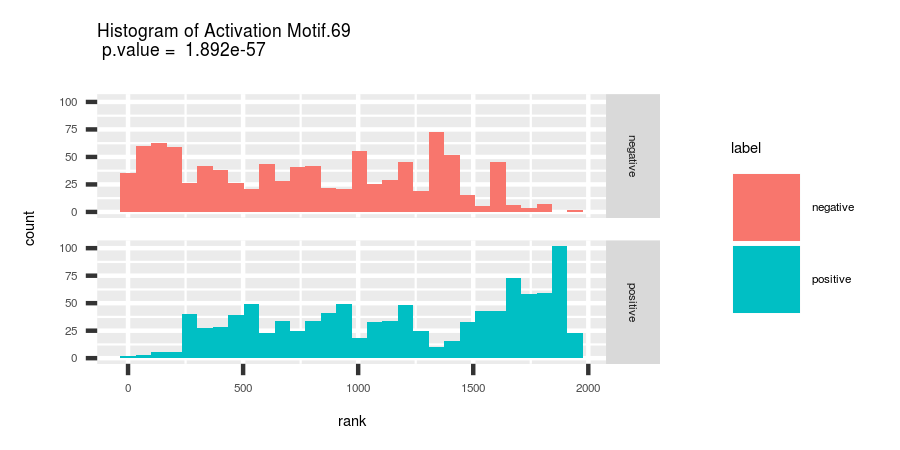 Histogram of Activation Motif.69
p.value = 1.892e-57
count
100
75
50
25
0
negative
100
75
50
25
0
positive
0 500 1000 1500 2000
rank
label
negative
positive